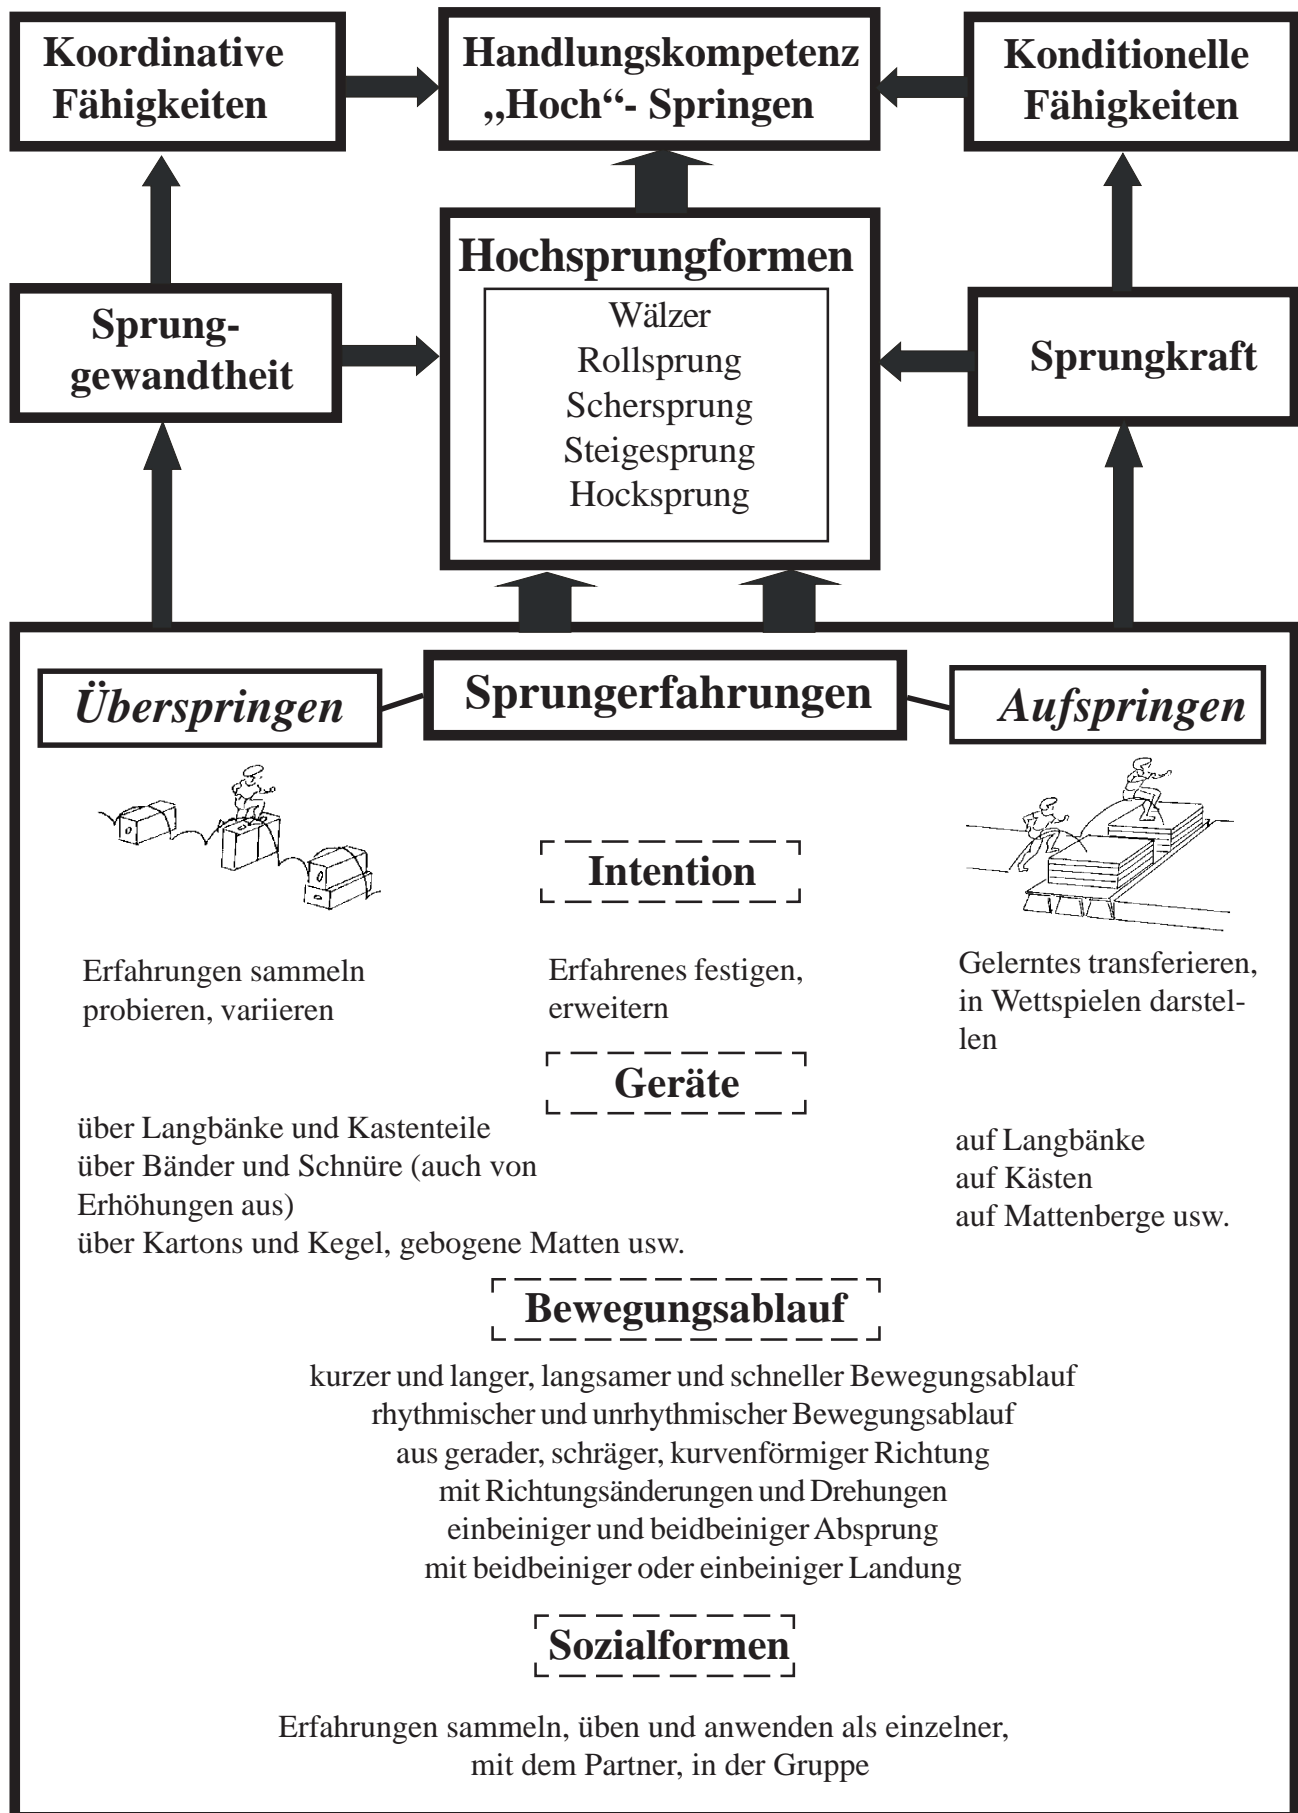 Koordinative
Fähigkeiten
Handlungskompetenz
„Hoch“- Springen
Konditionelle
Fähigkeiten
Sprung-
gewandtheit
Hochsprungformen
Wälzer
Rollsprung
Schersprung
Steigesprung
Hocksprung
Sprungkraft
Überspringen
Sprungerfahrungen
Aufspringen
Intention
Erfahrungen sammeln
probieren, variieren
Erfahrenes festigen,
erweitern
Gelerntes transferieren,
in Wettspielen darstel-
len
Geräte
über Langbänke und Kastenteile
über Bänder und Schnüre (auch von
Erhöhungen aus)
über Kartons und Kegel, gebogene Matten usw.
auf Langbänke
auf Kästen
auf Mattenberge usw.
Bewegungsablauf
kurzer und langer, langsamer und schneller Bewegungsablauf
rhythmischer und unrhythmischer Bewegungsablauf
aus gerader, schräger, kurvenförmiger Richtung
mit Richtungsänderungen und Drehungen
einbeiniger und beidbeiniger Absprung
mit beidbeiniger oder einbeiniger Landung
Sozialformen
Erfahrungen sammeln, üben und anwenden als einzelner,
mit dem Partner, in der Gruppe